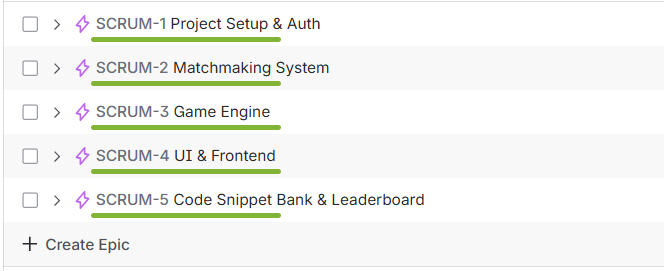 SCRUM-1 Project Setup & Auth
SCRUM-2 Matchmaking System
SCRUM-3 Game Engine
SCRUM-4 UI & Frontend
SCRUM-5 Code Snippet Bank & Leaderboard
+ Create Epic